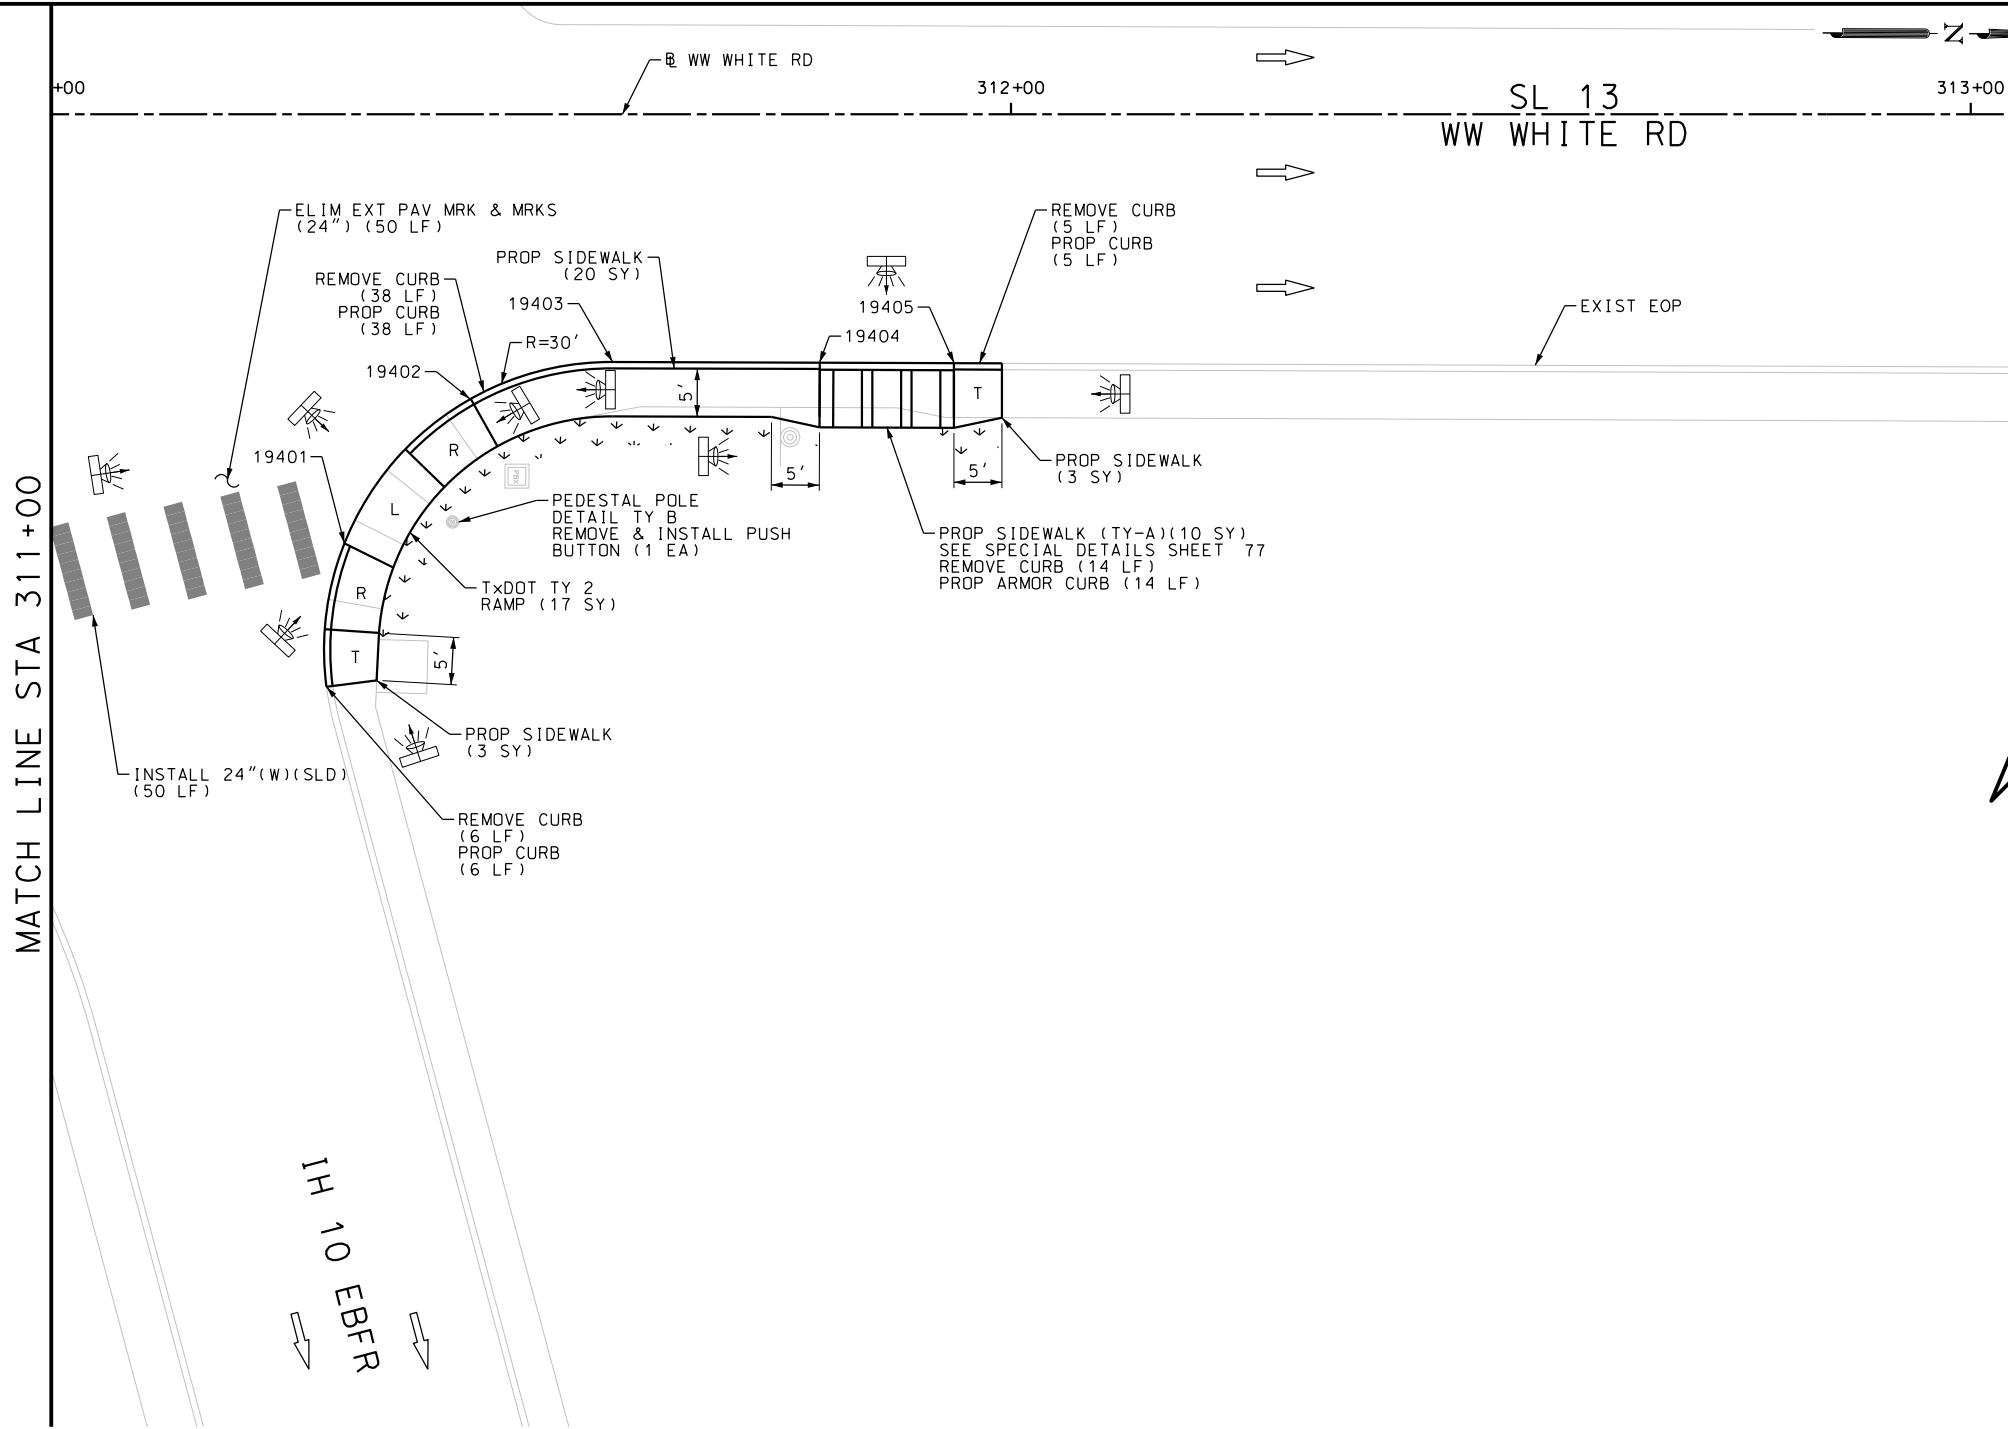 N
℄ WW WHITE RD
+00
312+00
313+00
SL 13
WW WHITE RD
ELIM EXT PAV MRK & MRKS
(24") (50 LF)
REMOVE CURB
(5 LF)
PROP CURB
(5 LF)
PROP SIDEWALK
(20 SY)
REMOVE CURB
(38 LF)
PROP CURB
(38 LF)
19403
19405
19404
EXIST EOP
R=30'
19402
5'
T
R
19401
L
PBX
5'
5'
PROP SIDEWALK
(3 SY)
PEDESTAL POLE
DETAIL TY B
REMOVE & INSTALL PUSH
BUTTON (1 EA)
PROP SIDEWALK (TY-A)(10 SY)
SEE SPECIAL DETAILS SHEET 77
REMOVE CURB (14 LF)
PROP ARMOR CURB (14 LF)
TxDOT TY 2
RAMP (17 SY)
R
T
5'
PROP SIDEWALK
(3 SY)
INSTALL 24"(W)(SLD)
(50 LF)
REMOVE CURB
(6 LF)
PROP CURB
(6 LF)
MATCH LINE STA 311+00
IH 10 EBFR